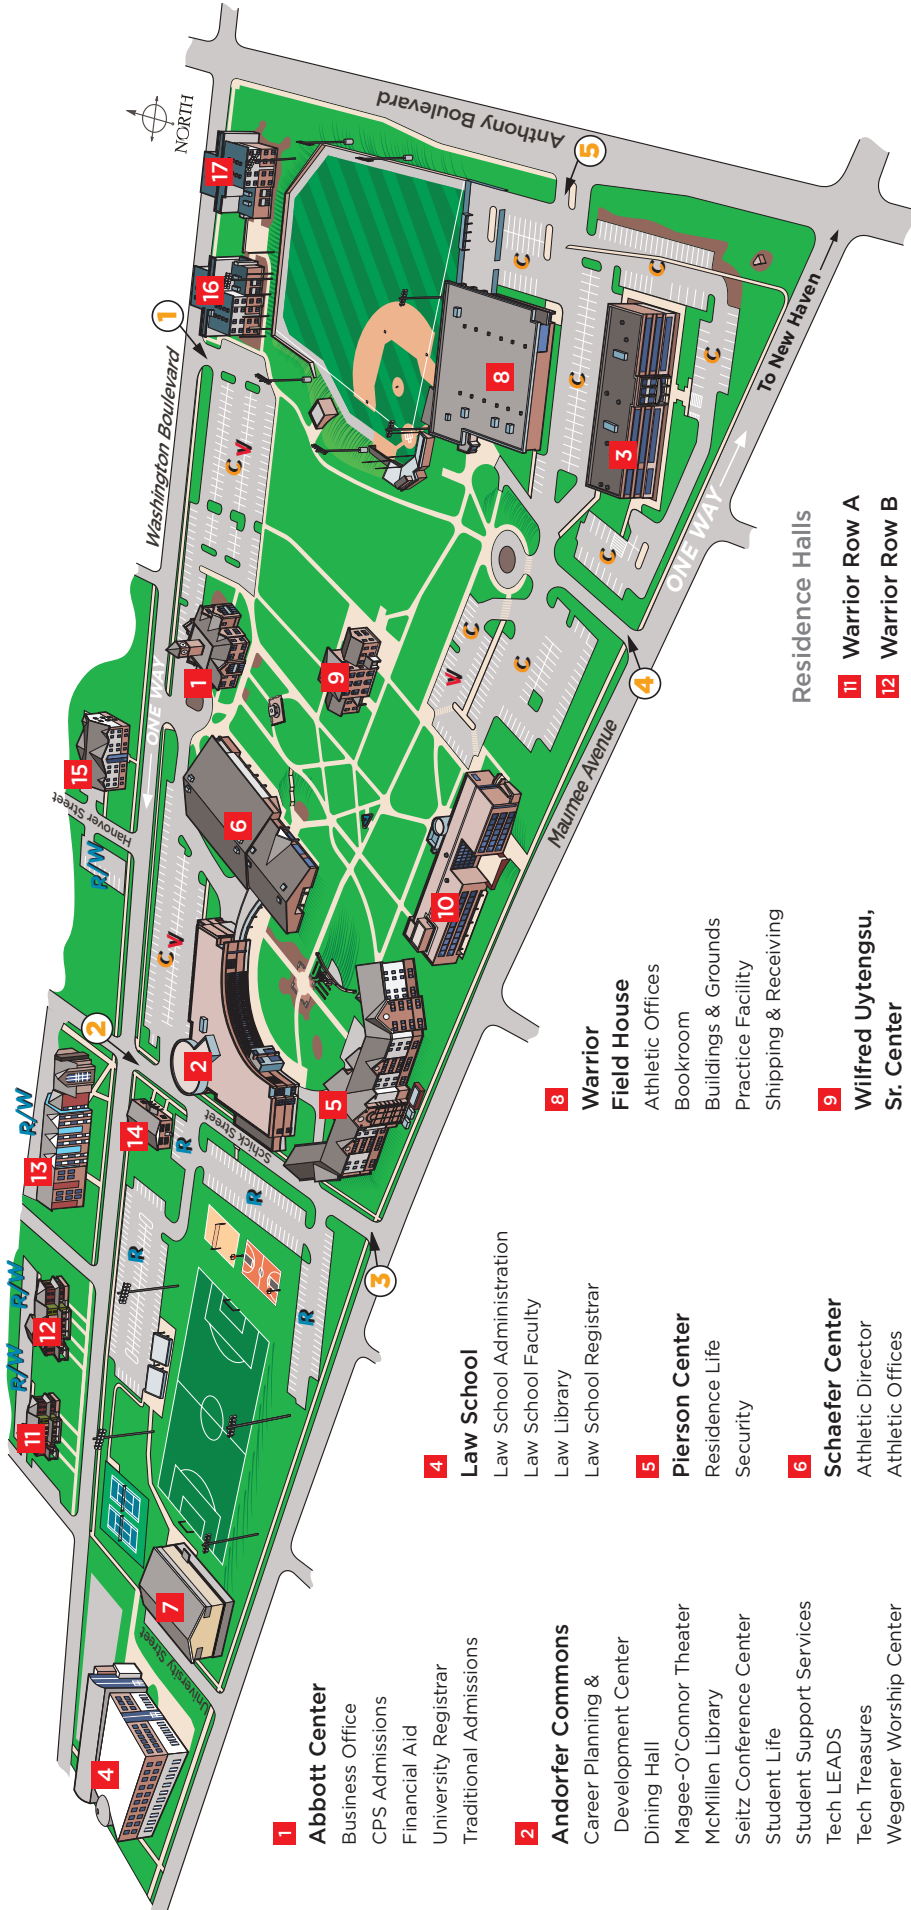 NORTH
Washington Boulevard
Anthony Boulevard
Hanover Street
ONE WAY
Schick Street
University Street
Maumee Avenue
ONE WAY
To New Haven
1
2
3
4
5
1
2
3
4
5
6
7
8
9
10
11
12
13
14
15
16
17
R/W
R/W
R/W
R/W
R
R
R
R
C
V
C
V
V
C
C
C
C
C
C
C
1
Abbott Center
Business Office
CPS Admissions
Financial Aid
University Registrar
Traditional Admissions
2
Andorfer Commons
Career Planning &
Development Center
Dining Hall
Magee-O'Connor Theater
McMillen Library
Seitz Conference Center
Student Life
Student Support Services
Tech LEADS
Tech Treasures
Wegener Worship Center
4
Law School
Law School Administration
Law School Faculty
Law Library
Law School Registrar
5
Pierson Center
Residence Life
Security
6
Schaefer Center
Athletic Director
Athletic Offices
8
Warrior
Field House
Athletic Offices
Bookroom
Buildings & Grounds
Practice Facility
Shipping & Receiving
9
Wilfred Uytengsu,
Sr. Center
Residence Halls
11 Warrior Row A
12 Warrior Row B